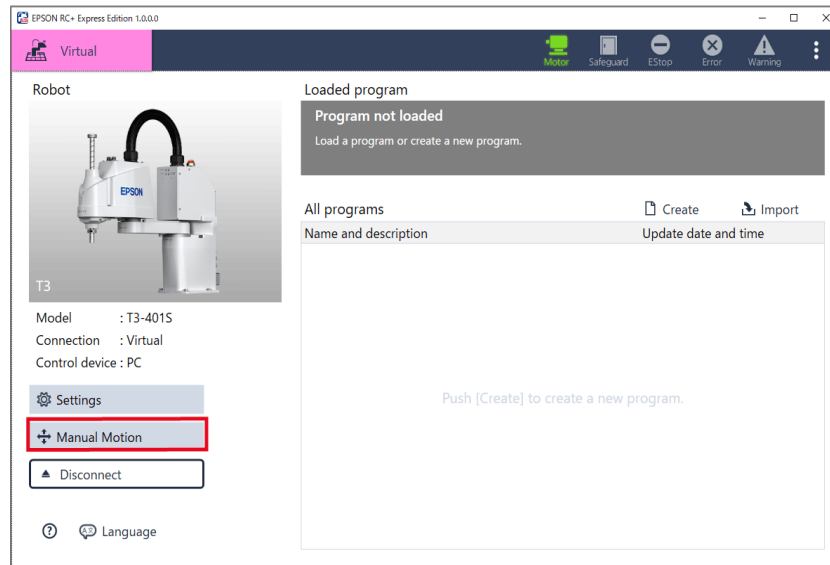 EPSON RC+ Express Edition 1.0.0.0
Virtual
Motor Safeguard EStop Error Warning
Robot
EPSON
T3
Model : T3-401S
Connection : Virtual
Control device : PC
Settings
Manual Motion
Disconnect
Language
Loaded program
Program not loaded
Load a program or create a new program.
All programs
Create Import
Name and description Update date and time
Push [Create] to create a new program.